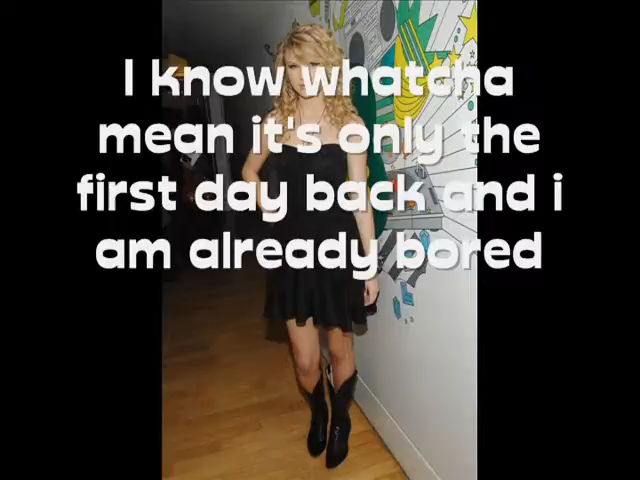 I know whatcha
mean it's only the
first day back and i
am already bored